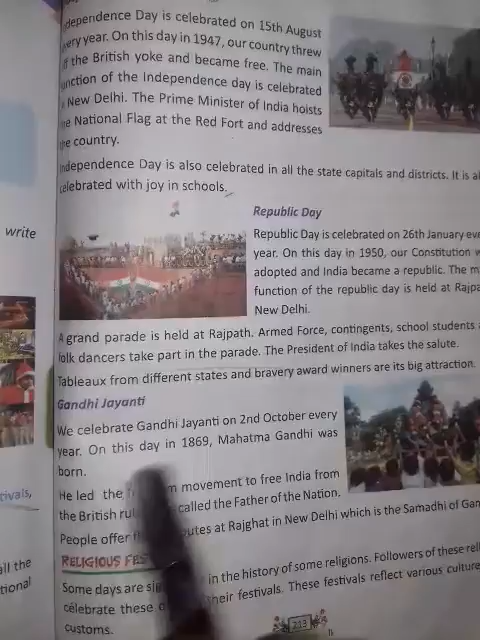 dependence Day is celebrated on 15th August
very year. On this day in 1947, our country threw
f the British yoke and became free. The main
unction of the Independence day is celebrated
New Delhi. The Prime Minister of India hoists
he National Flag at the Red Fort and addresses
he country.
ndependence Day is also celebrated in all the state capitals and districts. It is al
celebrated with joy in schools.
write
Republic Day
Republic Day is celebrated on 26th January eve
year. On this day in 1950, our Constitution w
adopted and India became a republic. The m
function of the republic day is held at Rajpa
New Delhi.
A grand parade is held at Rajpath. Armed Force, contingents, school students a
folk dancers take part in the parade. The President of India takes the salute.
Tableaux from different states and bravery award winners are its big attraction.
Gandhi Jayanti
We celebrate Gandhi Jayanti on 2nd October every
year. On this day in 1869, Mahatma Gandhi was
born.
He led the m movement to free India from
the British ru called the Father of the Nation.
People offer utes at Rajghat in New Delhi which is the Samadhi of Gan
tivals,
RELIGIOUS FES
all the
tional
Some days are sig in the history of some religions. Followers of these reli
celebrate these d heir festivals. These festivals reflect various culture
customs.
213